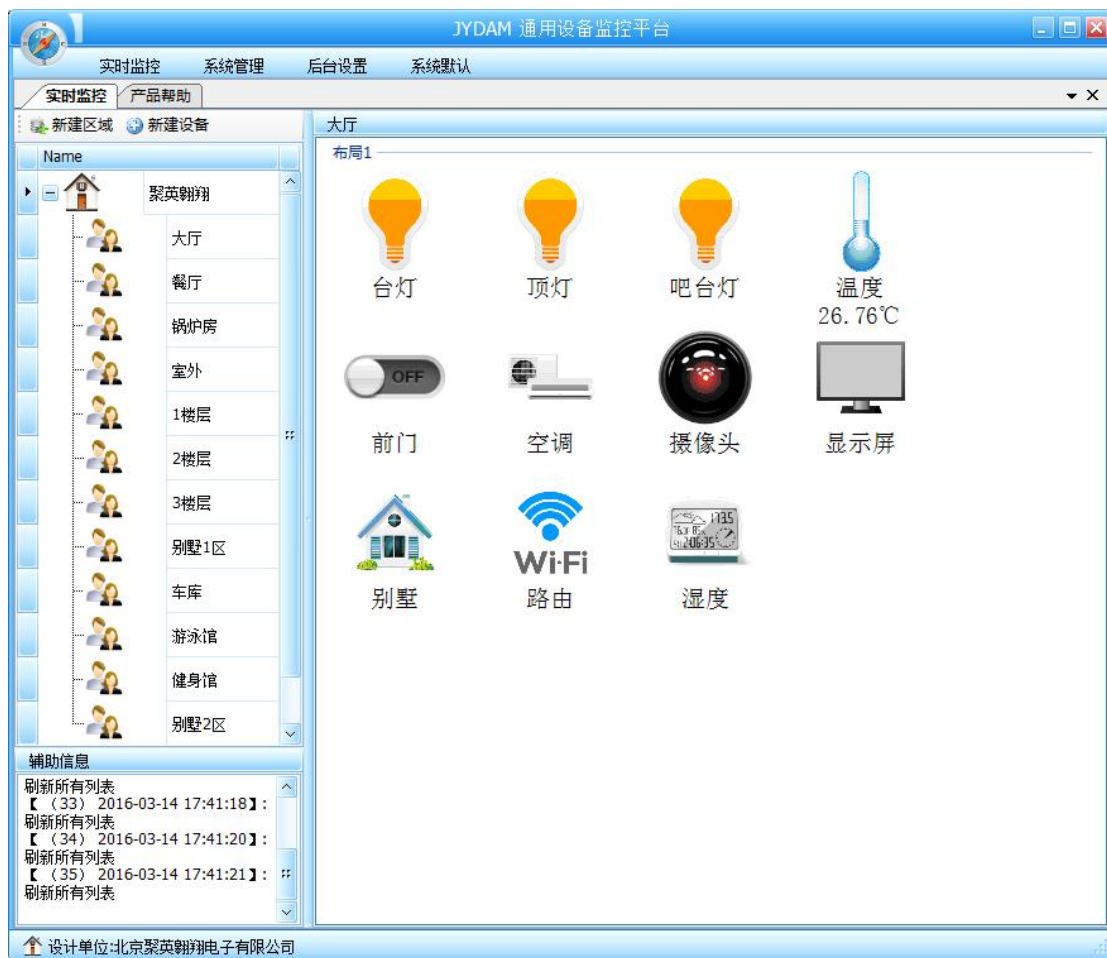 JYDAM 通用设备监控平台
实时监控 系统管理 后台设置 系统默认
实时监控 产品帮助
新建区域 新建设备
大厅
Name
布局1
聚英翱翔
大厅
餐厅
锅炉房
室外
1楼层
2楼层
3楼层
别墅1区
车库
游泳馆
健身馆
别墅2区
台灯 顶灯 吧台灯 温度
26.76℃
OFF
前门 空调 摄像头 显示屏
Wi-Fi
别墅 路由 湿度
辅助信息
刷新所有列表
【（33） 2016-03-14 17:41:18】:
刷新所有列表
【（34） 2016-03-14 17:41:20】:
刷新所有列表
【（35） 2016-03-14 17:41:21】:
刷新所有列表
设计单位:北京聚英翱翔电子有限公司